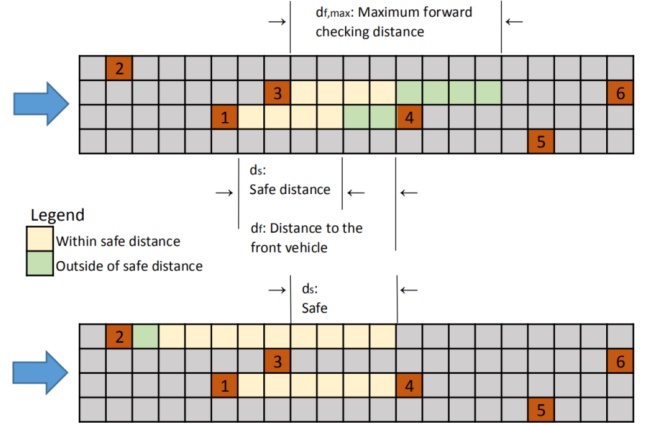 df,max: Maximum forward
checking distance
2
3
6
1
4
5
ds:
Safe distance
df: Distance to the
front vehicle
Legend
Within safe distance
Outside of safe distance
ds:
Safe
2
3
6
1
4
5